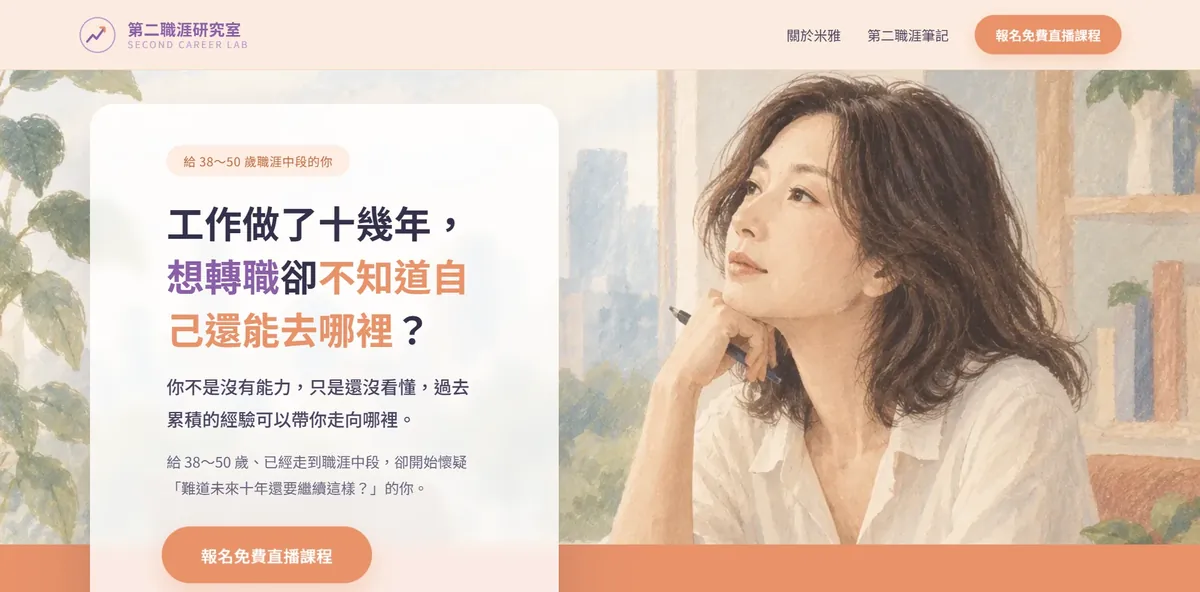 第二職涯研究室
SECOND CAREER LAB
關於米雅
第二職涯筆記
報名免費直播課程
給 38～50 歲職涯中段的你
工作做了十幾年，
想轉職卻不知道自
己還能去哪裡？
你不是沒有能力，只是還沒看懂，過去
累積的經驗可以帶你走向哪裡。
給 38～50 歲、已經走到職涯中段，卻開始懷疑
「難道未來十年還要繼續這樣？」的你。
報名免費直播課程